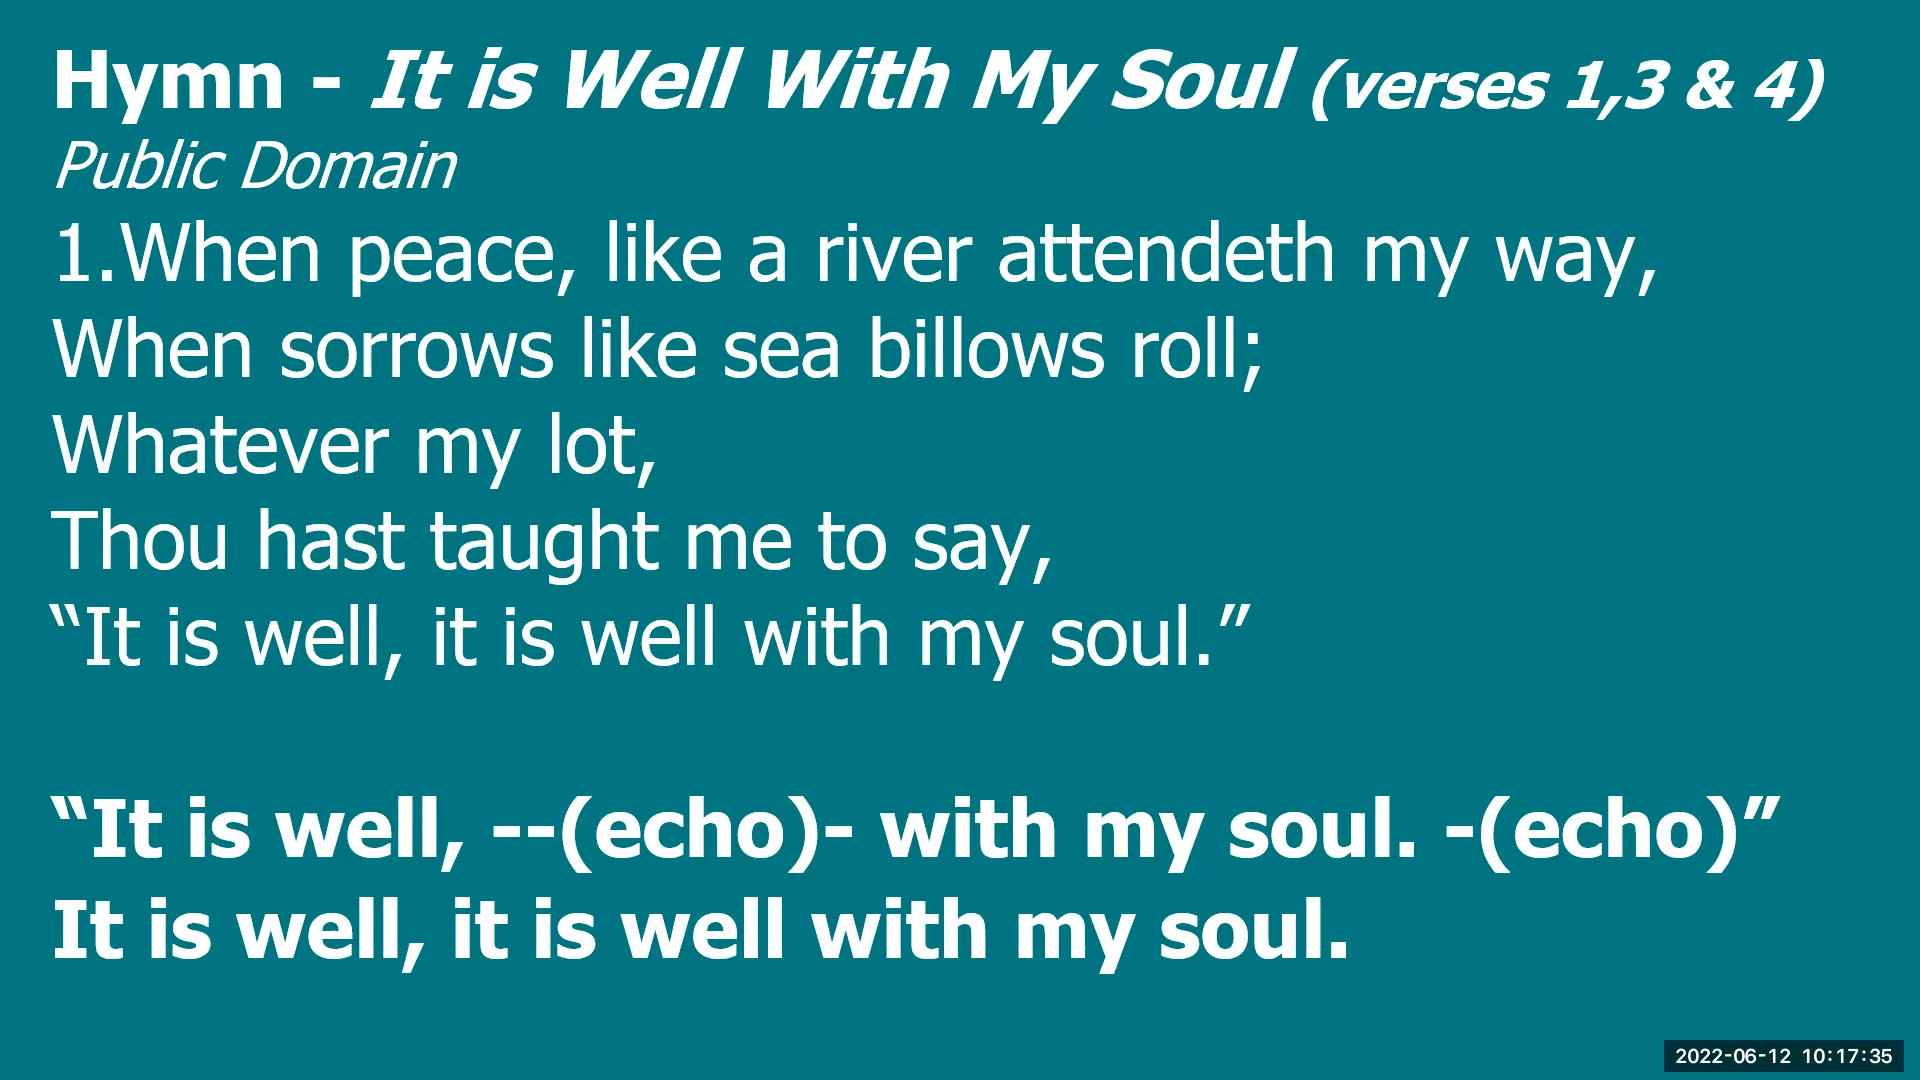 Hymn - It is Well With My Soul (verses 1,3 & 4)
Public Domain
1.When peace, like a river attendeth my way,
When sorrows like sea billows roll;
Whatever my lot,
Thou hast taught me to say,
“It is well, it is well with my soul.”
“It is well, --(echo)- with my soul. -(echo)”
It is well, it is well with my soul.
2022-06-12 10:17:35